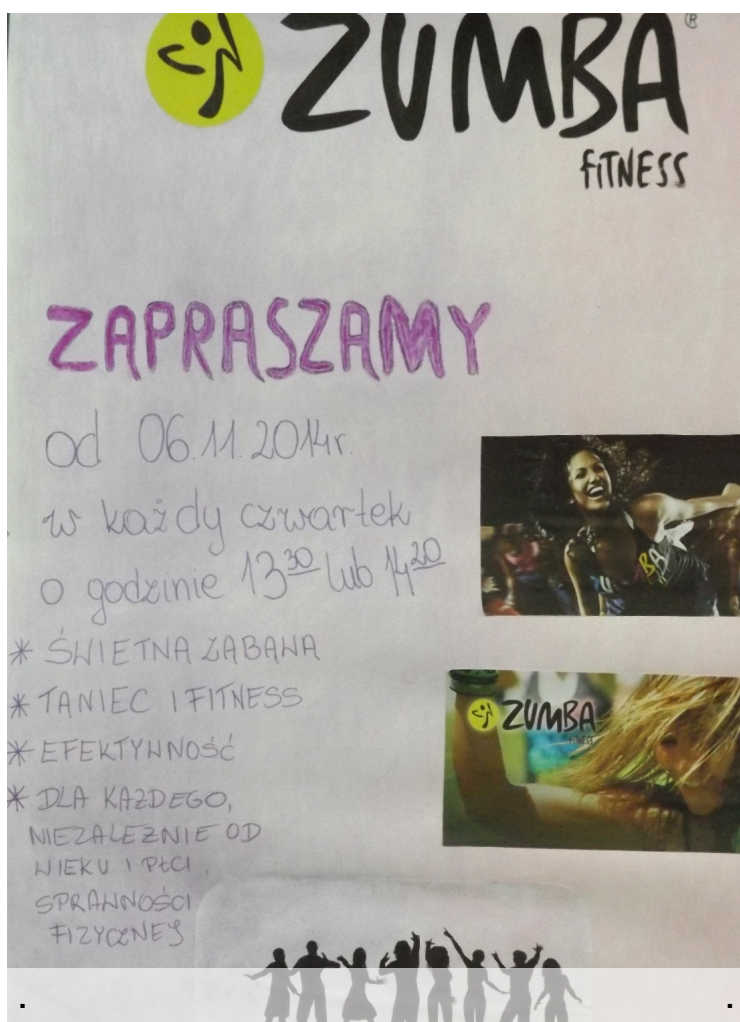 ZUMBA®
FITNESS
ZAPRASZAMY
od 06.11.2014r.
w każdy czwartek
o godzinie 13³⁰ lub 14²⁰
* ŚWIETNA ZABAWA
* TANIEC I FITNESS
* EFEKTYWNOŚĆ
* DLA KAŻDEGO,
NIEZALEŻNIE OD
WIEKU I PŁCI,
SPRAWNOŚCI
FIZYCZNEJ
ZUMBA
ZUMBA
FITNESS